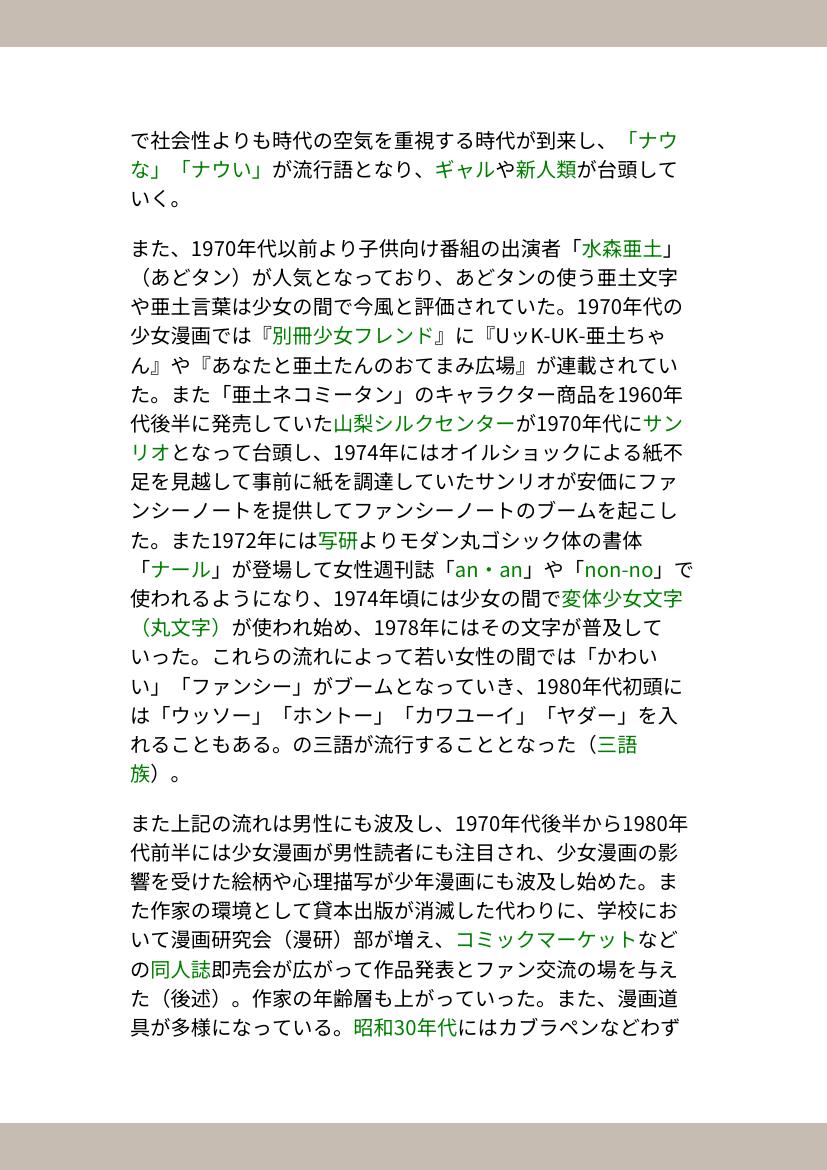 で社会性よりも時代の空気を重視する時代が到来し、「ナウ
な」「ナウい」が流行語となり、ギャルや新人類が台頭して
いく。
また、1970年代以前より子供向け番組の出演者「水森亜土」
（あどタン）が人気となっており、あどタンの使う亜土文字
や亜土言葉は少女の間で今風と評価されていた。1970年代の
少女漫画では『別冊少女フレンド』に『UッK-UK-亜土ちゃ
ん』や『あなたと亜土たんのおてまみ広場』が連載されてい
た。また「亜土ネコミータン」のキャラクター商品を1960年
代後半に発売していた山梨シルクセンターが1970年代にサン
リオとなって台頭し、1974年にはオイルショックによる紙不
足を見越して事前に紙を調達していたサンリオが安価にファ
ンシーノートを提供してファンシーノートのブームを起こし
た。また1972年には写研よりモダン丸ゴシック体の書体
「ナール」が登場して女性週刊誌「an・an」や「non-no」で
使われるようになり、1974年頃には少女の間で変体少女文字
（丸文字）が使われ始め、1978年にはその文字が普及して
いった。これらの流れによって若い女性の間では「かわい
い」「ファンシー」がブームとなっていき、1980年代初頭に
は「ウッソー」「ホントー」「カワユーイ」「ヤダー」を入
れることもある。の三語が流行することとなった（三語
族）。
また上記の流れは男性にも波及し、1970年代後半から1980年
代前半には少女漫画が男性読者にも注目され、少女漫画の影
響を受けた絵柄や心理描写が少年漫画にも波及し始めた。ま
た作家の環境として貸本出版が消滅した代わりに、学校にお
いて漫画研究会（漫研）部が増え、コミックマーケットなど
の同人誌即売会が広がって作品発表とファン交流の場を与え
た（後述）。作家の年齢層も上がっていった。また、漫画道
具が多様になっている。昭和30年代にはカブラペンなどわず